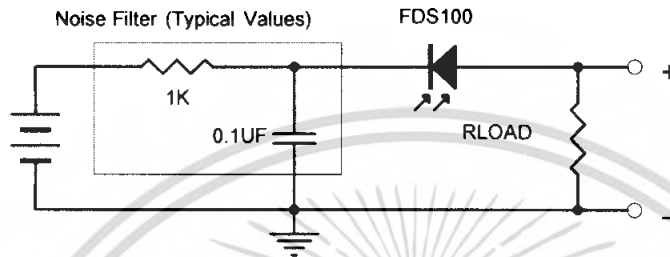 Noise Filter (Typical Values)
FDS100
1K
0.1UF
RLOAD
+
-